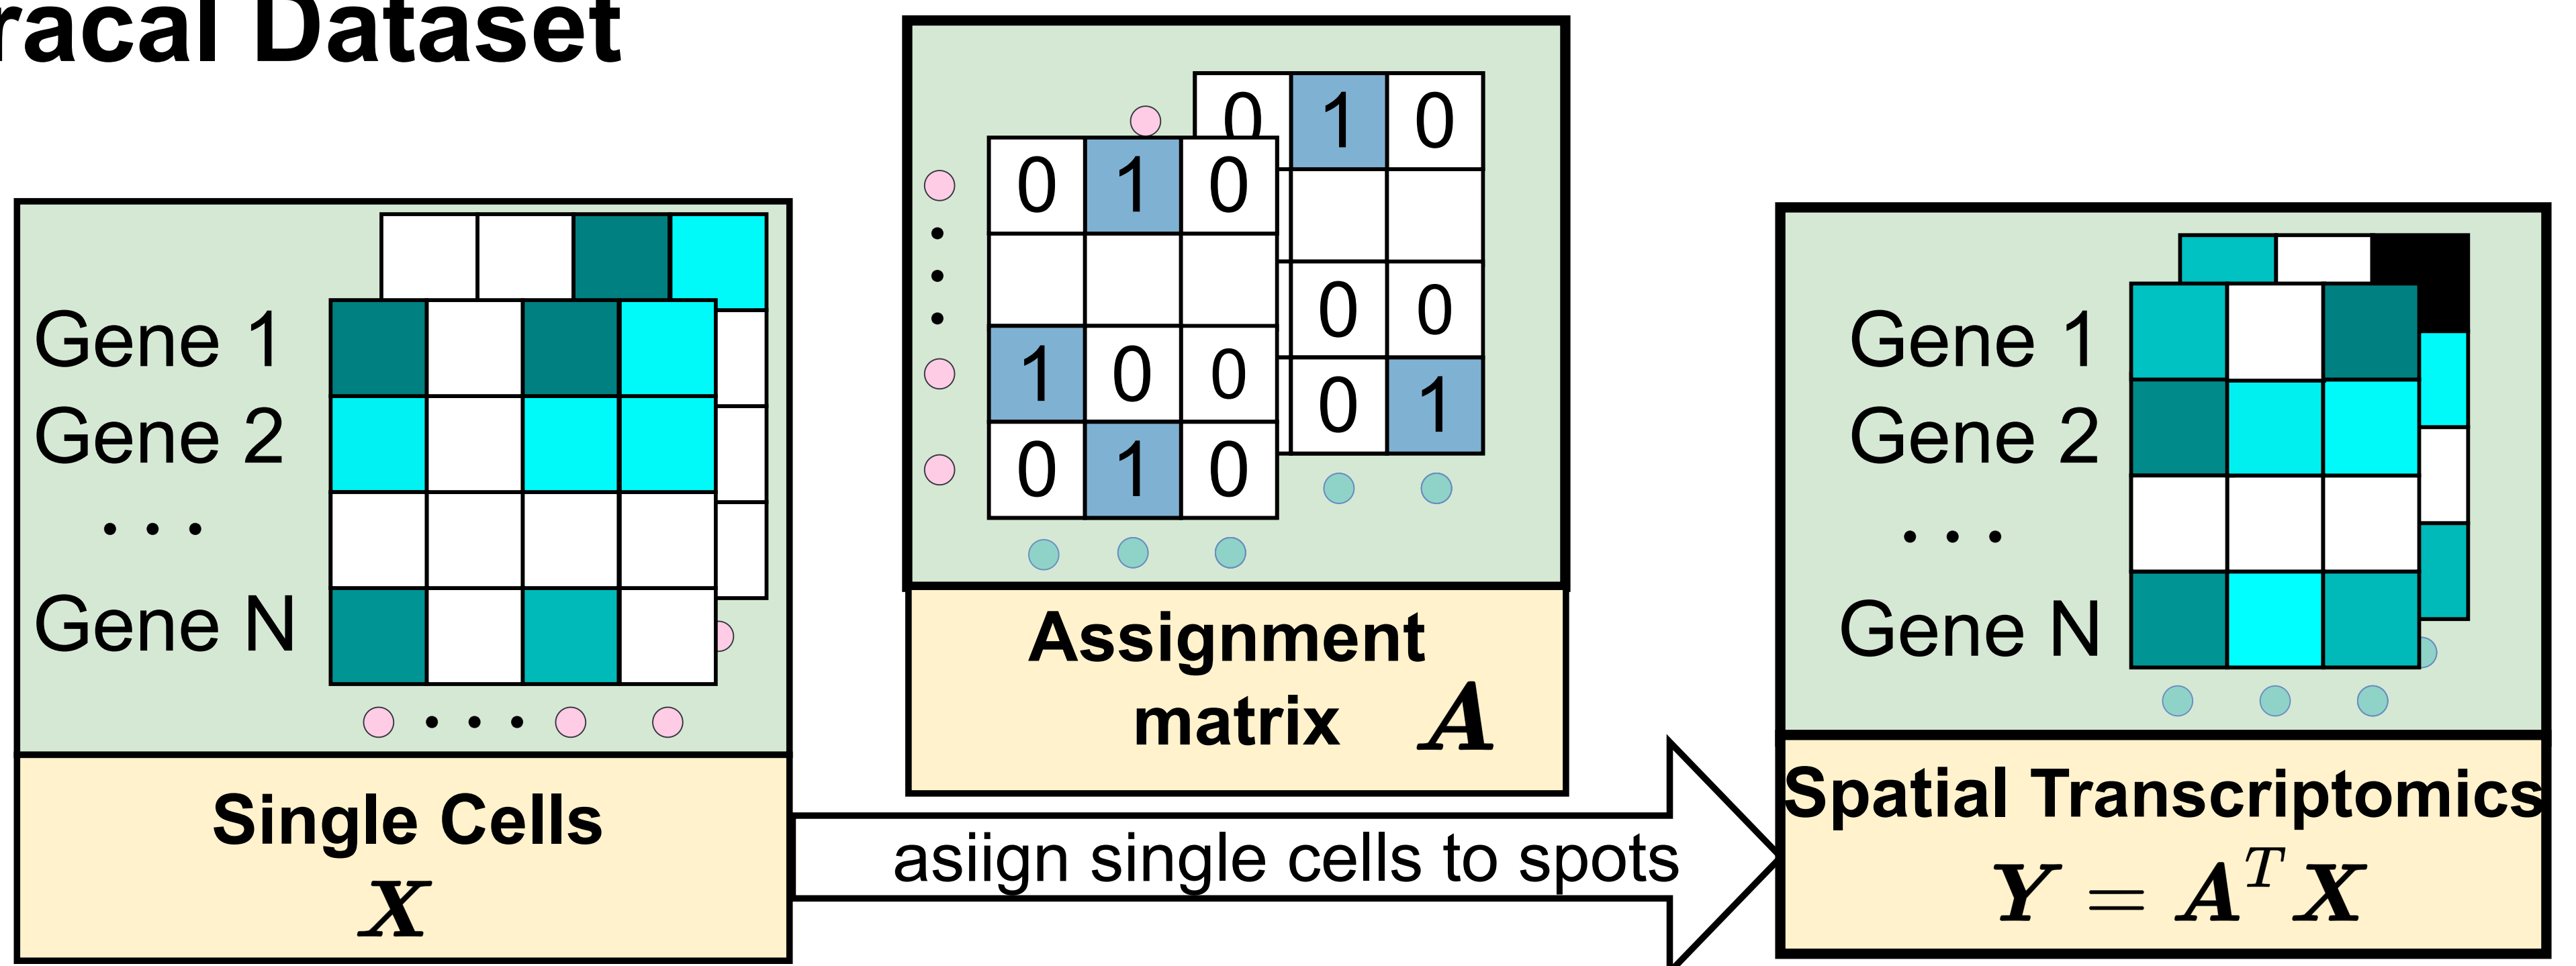 Dataset
Gene 1
Gene 2
. . .
Gene N
Single Cells
X
0 1 0
0 0
0 1
0 1 0
1 0 0
0 1 0
Assignment
matrix A
asiign single cells to spots
Gene 1
Gene 2
. . .
Gene N
Spatial Transcriptomics
Y = A^T X